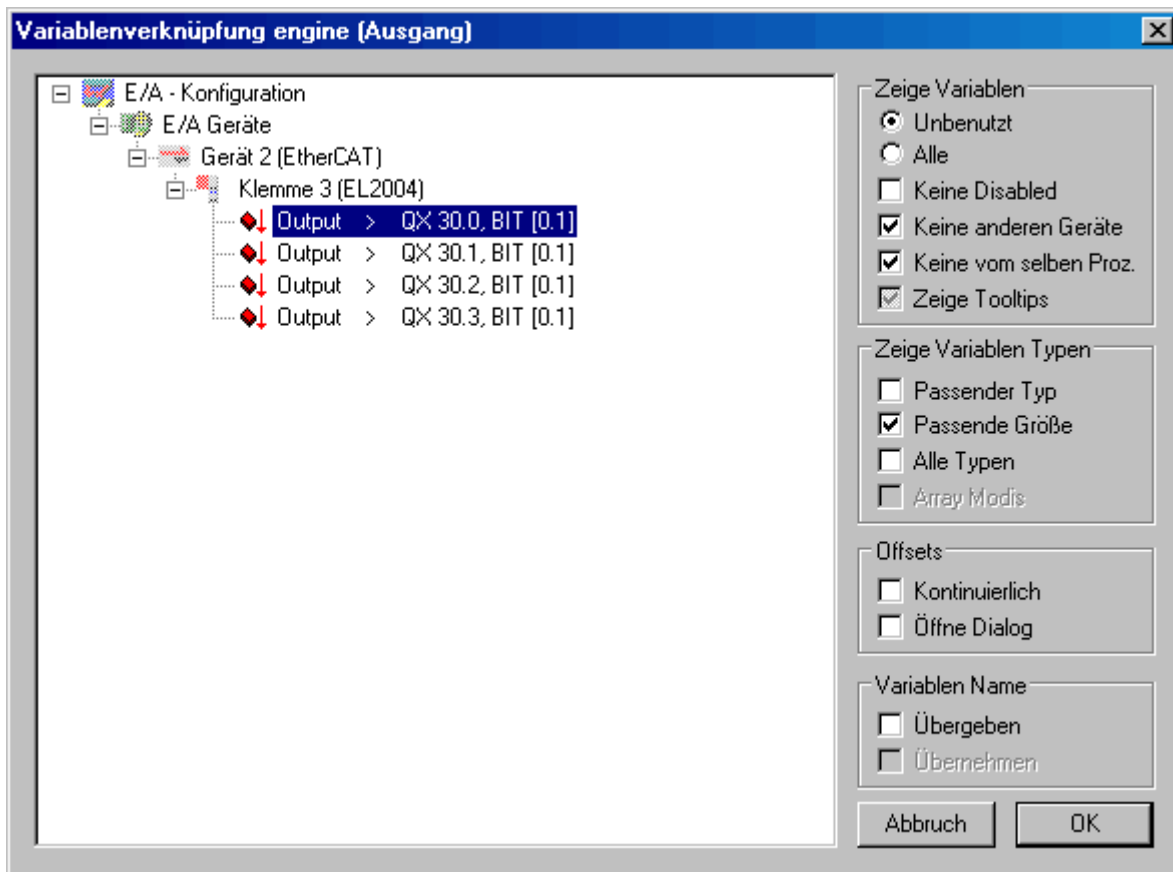 Variablenverknüpfung engine (Ausgang)
E/A - Konfiguration
E/A Geräte
Gerät 2 (EtherCAT)
Klemme 3 (EL2004)
Output > QX 30.0, BIT [0.1]
Output > QX 30.1, BIT [0.1]
Output > QX 30.2, BIT [0.1]
Output > QX 30.3, BIT [0.1]
Zeige Variablen
Unbenutzt
Alle
Keine Disabled
Keine anderen Geräte
Keine vom selben Proz.
Zeige Tooltips
Zeige Variablen Typen
Passender Typ
Passende Größe
Alle Typen
Array Modis
Offsets
Kontinuierlich
Öffne Dialog
Variablen Name
Übergeben
Übernehmen
Abbruch
OK